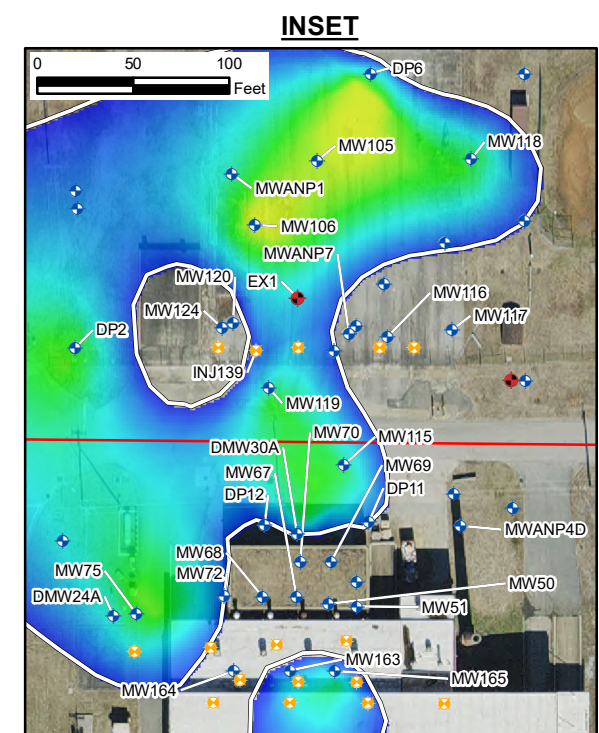 INSET
0 50 100
Feet
DP6
MW105
MW118
MWANP1
MW106
MWANP7
MW120
EX1
MW124
MW116
MW117
DP2
INJ139
MW119
MW70
DMW30A
MW115
MW67
MW69
DP12
DP11
MWANP4D
MW68
MW72
MW75
MW50
DMW24A
MW51
MW163
MW164
MW165